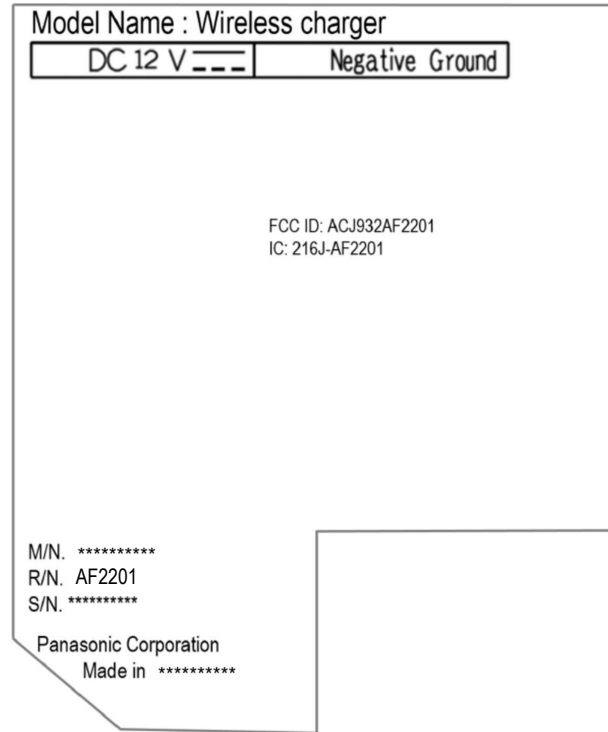 Model Name : Wireless charger
DC 12 V Negative Ground
FCC ID: ACJ932AF2201
IC: 216J-AF2201
M/N. **********
R/N. AF2201
S/N. **********
Panasonic Corporation
Made in **********